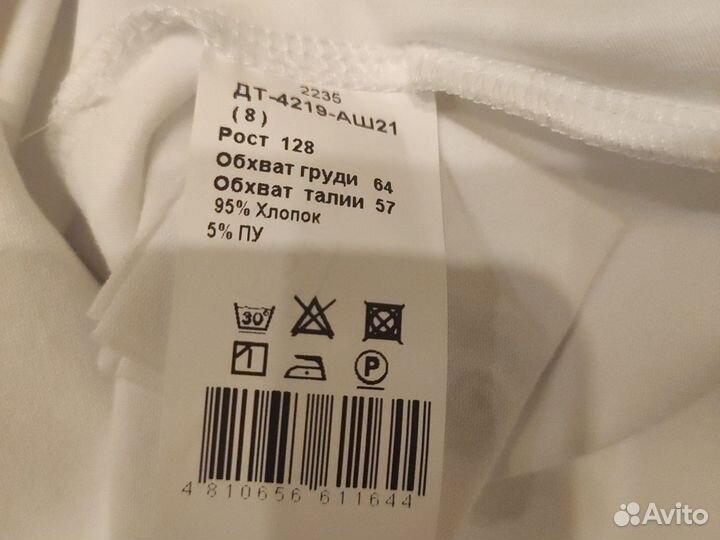 2235
ДТ-4219-АШ21
(8)
Рост 128
Обхват груди 64
Обхват талии 57
95% Хлопок
5% ПУ
30°
P
4 810656 611644
Avito